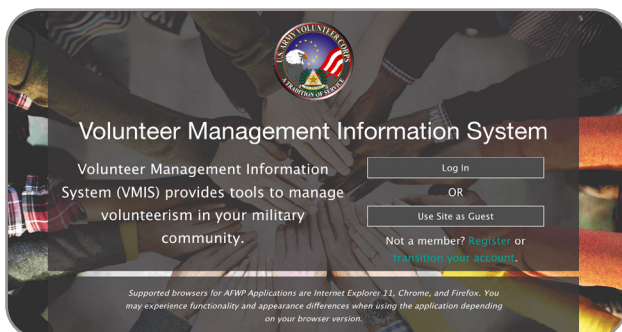 U.S. ARMY VOLUNTEER CORPS
A TRADITION OF SERVICE
Volunteer Management Information System
Volunteer Management Information
System (VMIS) provides tools to manage
volunteerism in your military
community.
Log In
OR
Use Site as Guest
Not a member? Register or
transition your account.
Supported browsers for AFWP Applications are Internet Explorer 11, Chrome, and Firefox. You
may experience functionality and appearance differences when using the application depending
on your browser version.